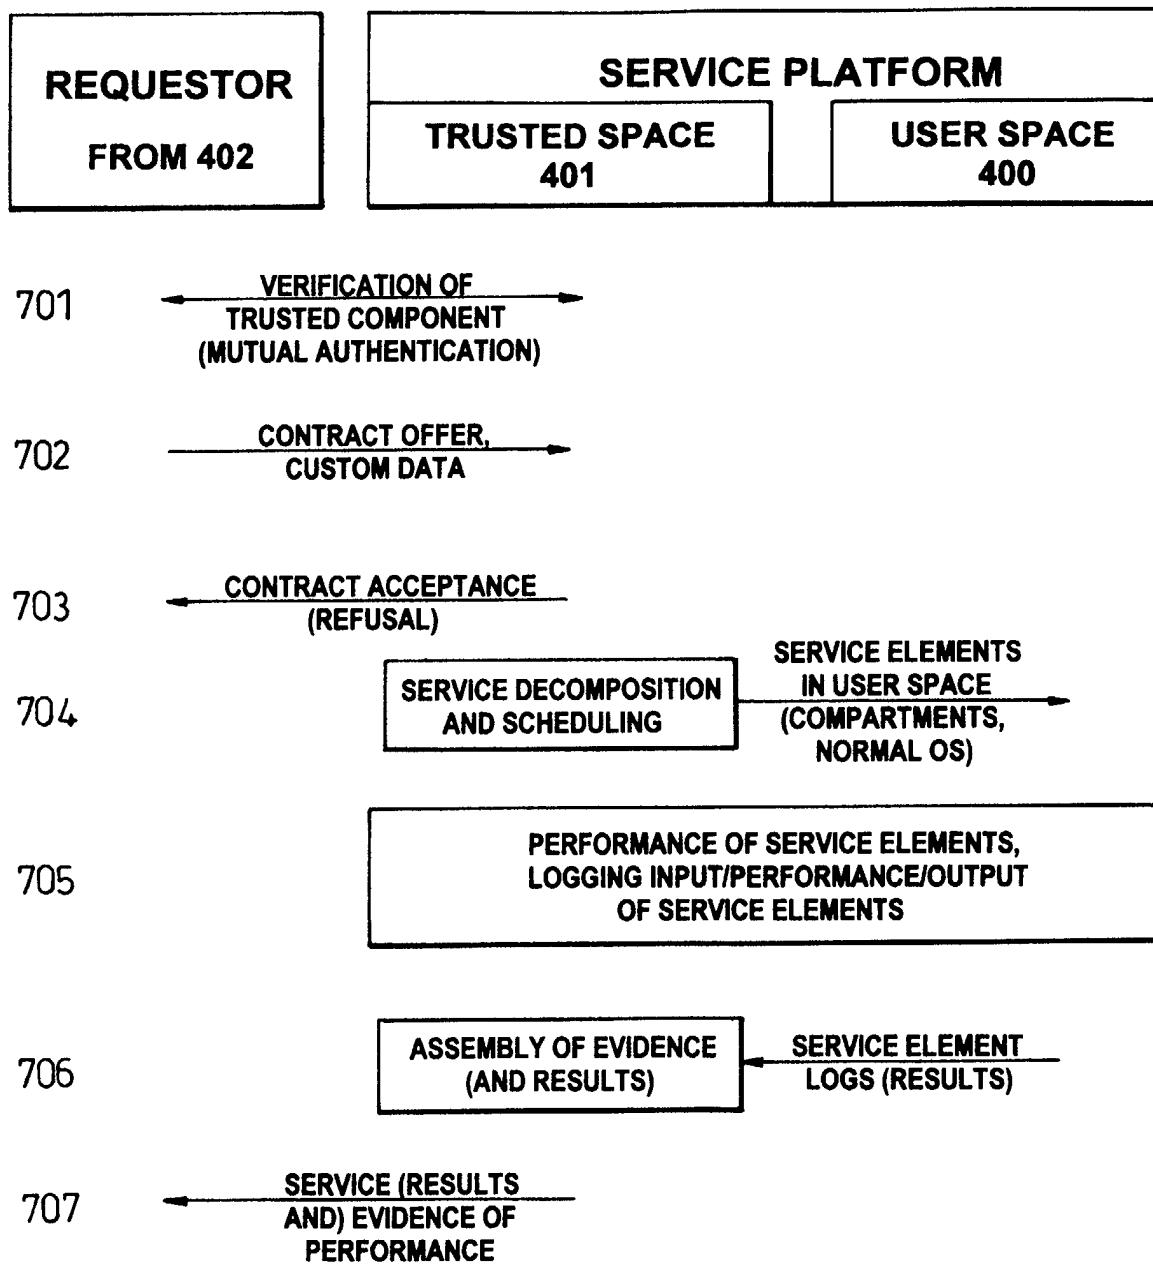 REQUESTOR
FROM 402
SERVICE PLATFORM
TRUSTED SPACE
401
USER SPACE
400
701
VERIFICATION OF
TRUSTED COMPONENT
(MUTUAL AUTHENTICATION)
702
CONTRACT OFFER,
CUSTOM DATA
703
CONTRACT ACCEPTANCE
(REFUSAL)
704
SERVICE DECOMPOSITION
AND SCHEDULING
SERVICE ELEMENTS
IN USER SPACE
(COMPARTMENTS,
NORMAL OS)
705
PERFORMANCE OF SERVICE ELEMENTS,
LOGGING INPUT/PERFORMANCE/OUTPUT
OF SERVICE ELEMENTS
706
ASSEMBLY OF EVIDENCE
(AND RESULTS)
SERVICE ELEMENT
LOGS (RESULTS)
707
SERVICE (RESULTS
AND) EVIDENCE OF
PERFORMANCE